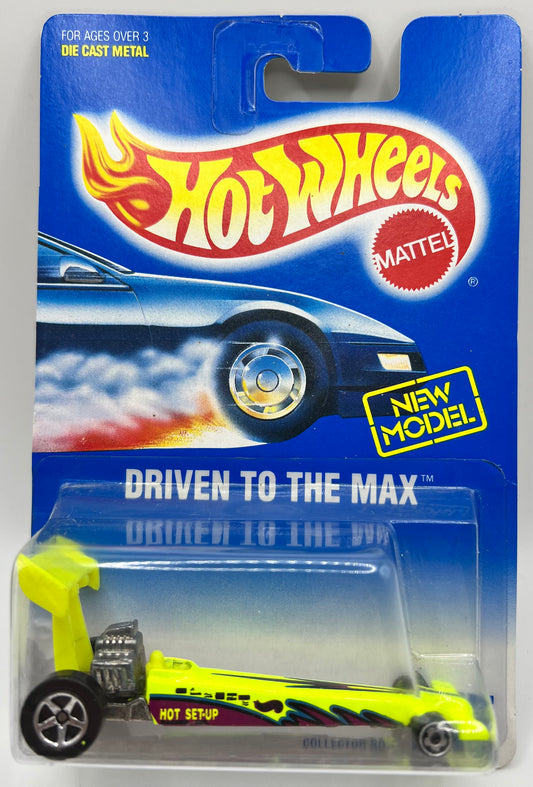 FOR AGES OVER 3
DIE CAST METAL
HOT WHEELS
MATTEL
®
NEW
MODEL
DRIVEN TO THE MAX™
HOT SET-UP
COLLECTOR